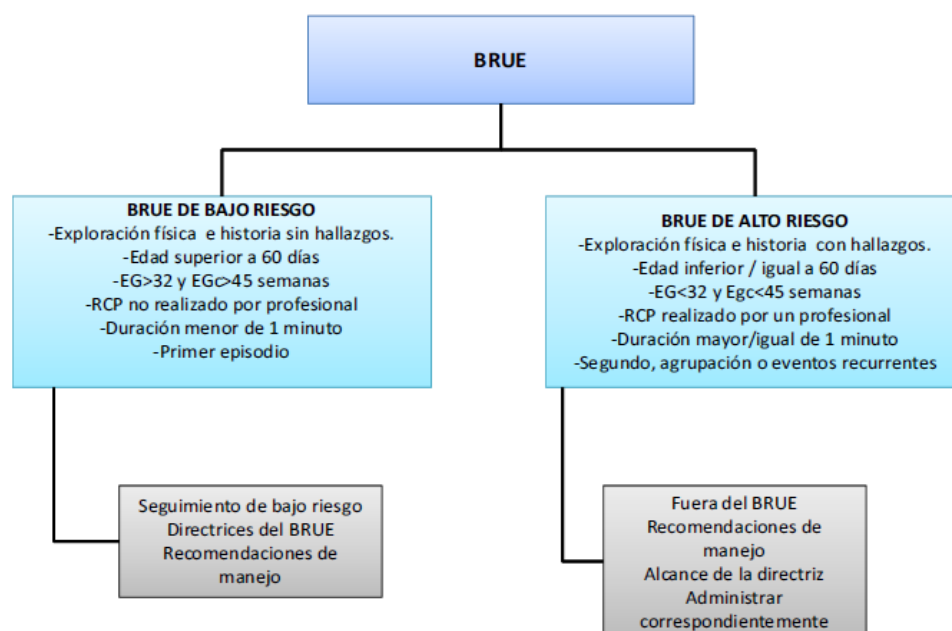 BRUE
BRUE DE BAJO RIESGO
-Exploración física e historia sin hallazgos.
-Edad superior a 60 días
-EG>32 y EGc>45 semanas
-RCP no realizado por profesional
-Duración menor de 1 minuto
-Primer episodio
BRUE DE ALTO RIESGO
-Exploración física e historia con hallazgos.
-Edad inferior / igual a 60 días
-EG<32 y Egc<45 semanas
-RCP realizado por un profesional
-Duración mayor/igual de 1 minuto
-Segundo, agrupación o eventos recurrentes
Seguimiento de bajo riesgo
Directrices del BRUE
Recomendaciones de
manejo
Fuera del BRUE
Recomendaciones de
manejo
Alcance de la directriz
Administrar
correspondientemente